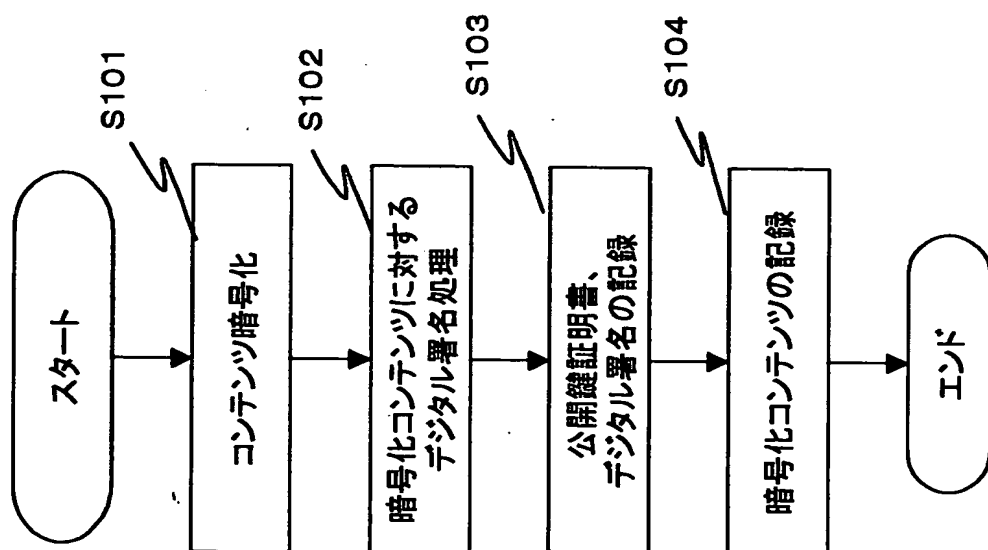 スタート
S101
コンテンツ暗号化
S102
暗号化コンテンツに対する
デジタル署名処理
S103
公開鍵証明書、
デジタル署名の記録
S104
暗号化コンテンツの記録
エンド